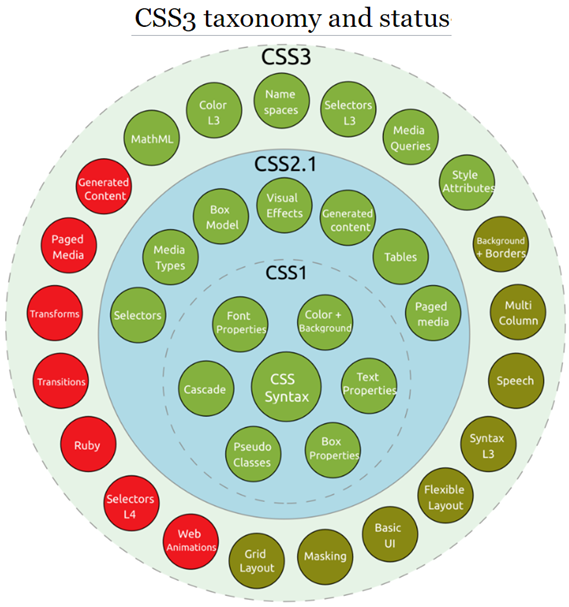 CSS3 taxonomy and status
CSS3
Name
spaces
Color
L3
Selectors
L3
MathML
Media
Queries
Generated
Content
Style
Attributes
Paged
Media
Background
+ Borders
Transforms
Multi
Column
Transitions
Speech
Ruby
Syntax
L3
Selectors
L4
Flexible
Layout
Web
Animations
Basic
UI
Grid
Layout
Masking
CSS2.1
Visual
Effects
Box
Model
Generated
content
Media
Types
Tables
Selectors
Paged
media
CSS1
Font
Properties
Color +
Background
Cascade
CSS
Syntax
Text
Properties
Pseudo
Classes
Box
Properties